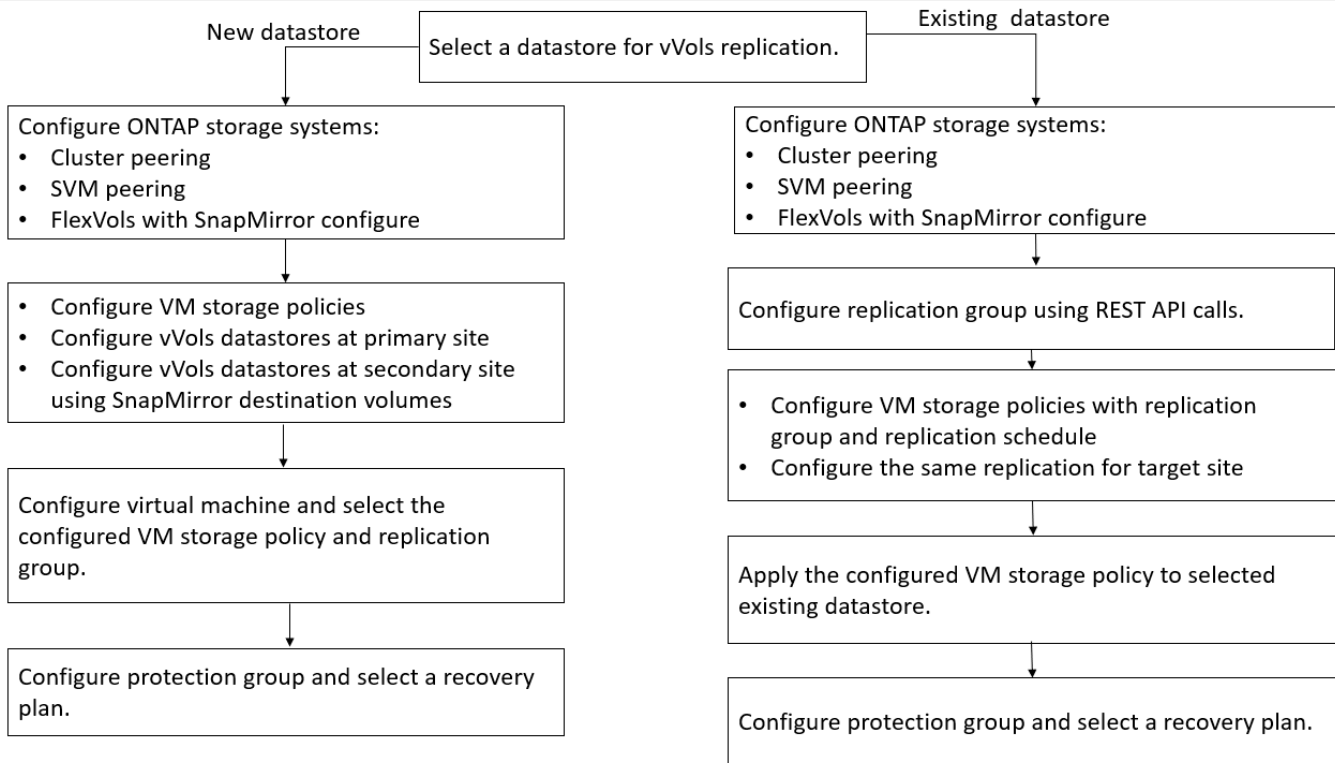 New datastore
Select a datastore for vVols replication.
Existing datastore
Configure ONTAP storage systems:
• Cluster peering
• SVM peering
• FlexVols with SnapMirror configure
• Configure VM storage policies
• Configure vVols datastores at primary site
• Configure vVols datastores at secondary site
using SnapMirror destination volumes
Configure virtual machine and select the
configured VM storage policy and replication
group.
Configure protection group and select a recovery
plan.
Configure ONTAP storage systems:
• Cluster peering
• SVM peering
• FlexVols with SnapMirror configure
Configure replication group using REST API calls.
• Configure VM storage policies with replication
group and replication schedule
• Configure the same replication for target site
Apply the configured VM storage policy to selected
existing datastore.
Configure protection group and select a recovery plan.